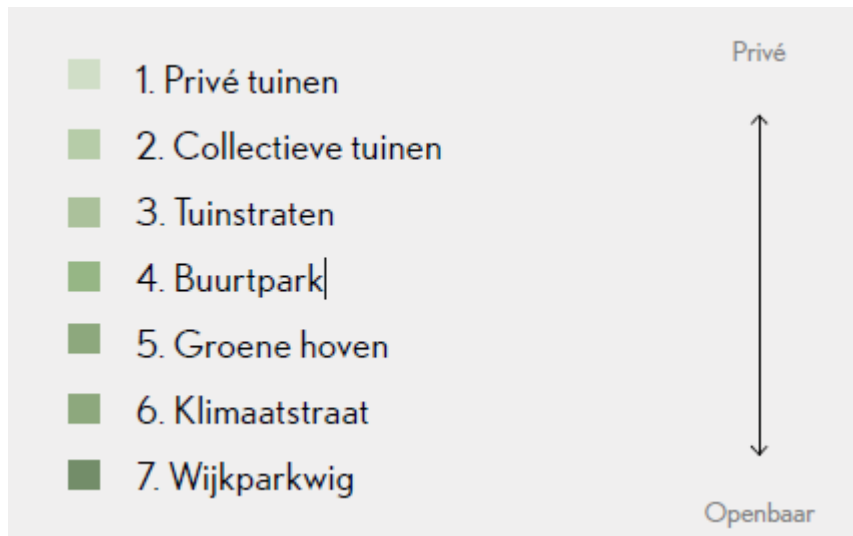 Privé
1. Privé tuinen
2. Collectieve tuinen
3. Tuinstraten
4. Buurtpark
5. Groene hoven
6. Klimaatstraat
7. Wijkparkwig
Openbaar